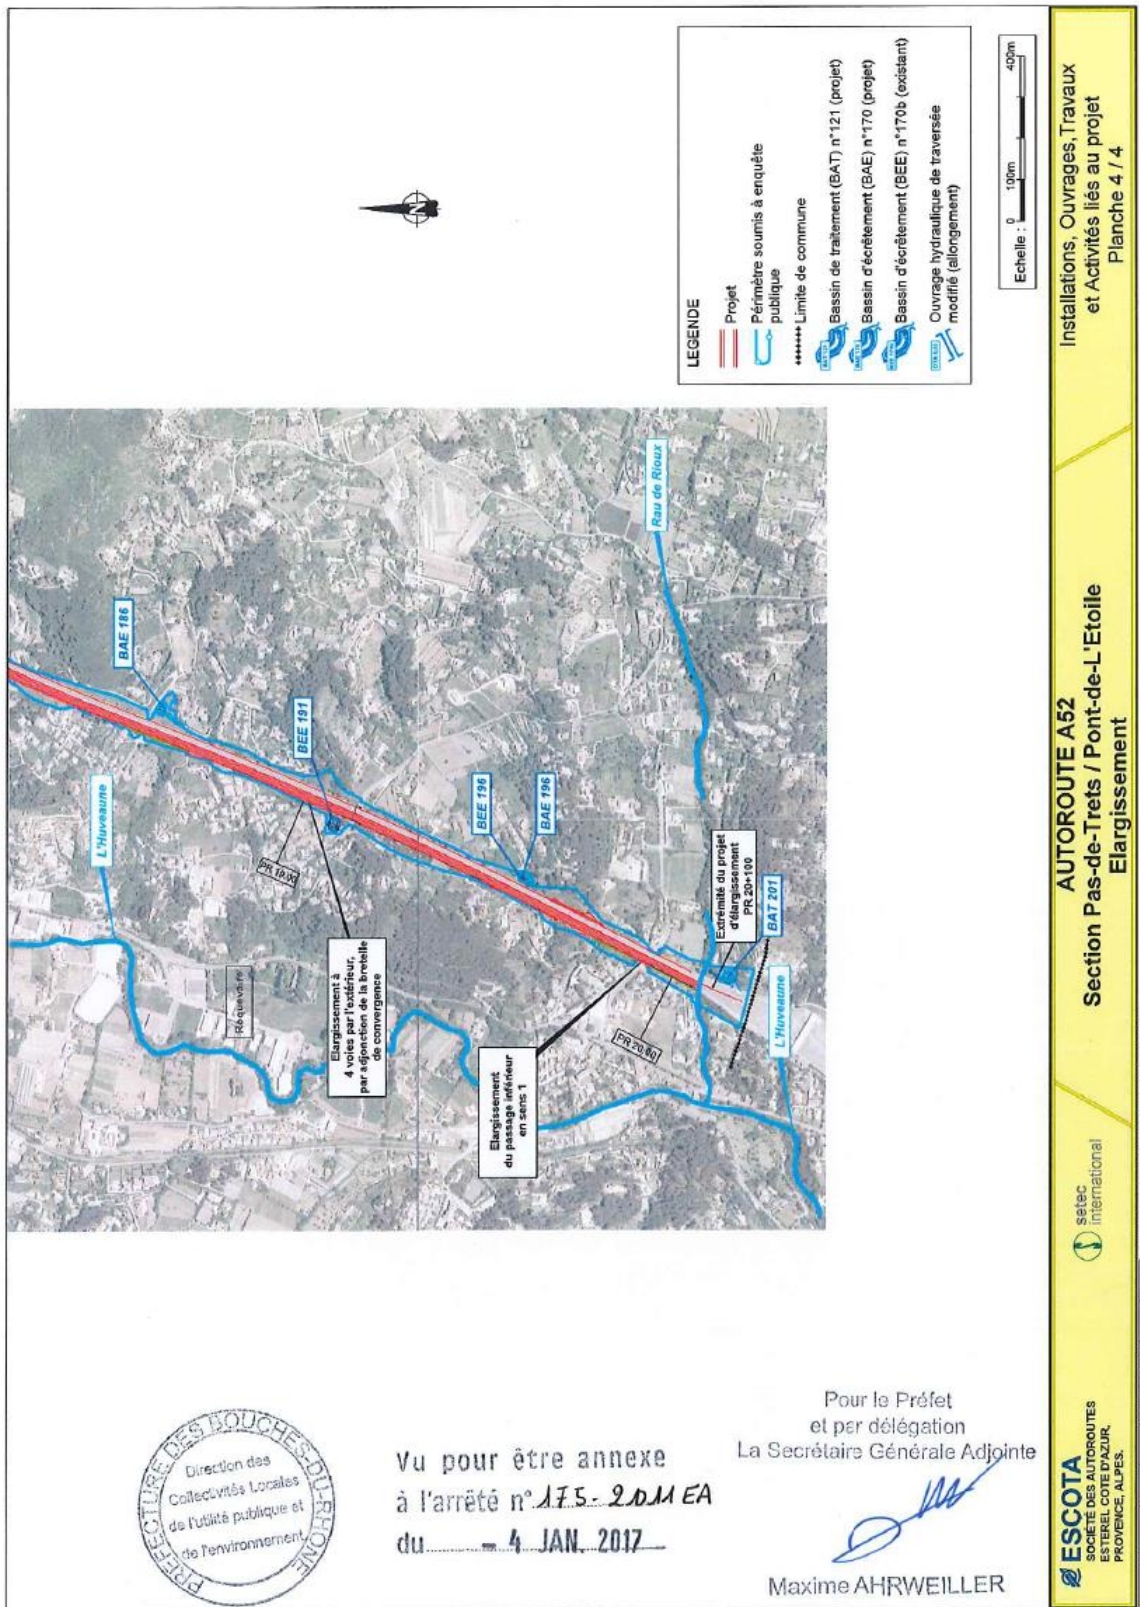 LEGENDE
Projet
Périmètre soumis à enquête
publique
Limite de commune
Bassin de traitement (BAT) n°121 (projet)
Bassin d'écrêtement (BAE) n°170 (projet)
Bassin d'écrêtement (BEE) n°170b (existant)
Ouvrage hydraulique de traversée
modifié (allongement)
Echelle :
0 100m 400m
N
BAE 186
L'Huveaune
BEE 191
PR 19.00
Roquevaire
Elargissement à
4 voies par l'extérieur,
par adjonction de la bretelle
de convergence
BEE 196
BAE 196
Rau de Rioux
Elargissement
du passage inférieur
en sens 1
PR 20.00
Extrémité du projet
d'élargissement
PR 20+100
BAT 201
L'Huveaune
ESCOTA
SOCIÉTÉ DES AUTOROUTES
ESTEREL, COTE D'AZUR,
PROVENCE, ALPES.
setec
international
AUTOROUTE A52
Section Pas-de-Trets / Pont-de-L'Etoile
Elargissement
Installations, Ouvrages,Travaux
et Activités liés au projet
Planche 4 / 4
PREFECTURE DES BOUCHES-DU-RHONE
Direction des
Collectivités Locales
de l'utilité publique et
de l'environnement
Vu pour être annexe
à l'arrêté n° 175-2011 EA
du - 4 JAN. 2017
Pour le Préfet
et par délégation
La Secrétaire Générale Adjointe
Maxime AHRWEILLER